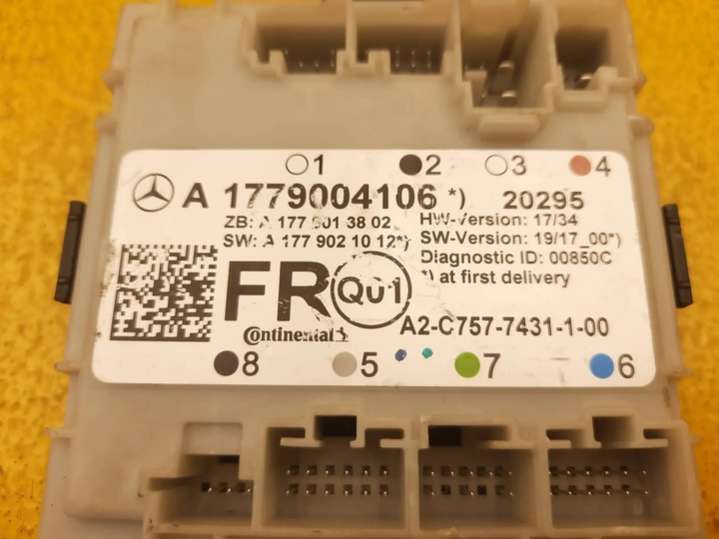 1 2 3 4
A 1779004106 *) 20295
ZB: A 177 901 38 02 HW-Version: 17/34
SW: A 177 902 10 12*) SW-Version: 19/17_00*)
Diagnostic ID: 00850C
*) at first delivery
FR Q01
Continental
A2-C757-7431-1-00
8 5 7 6